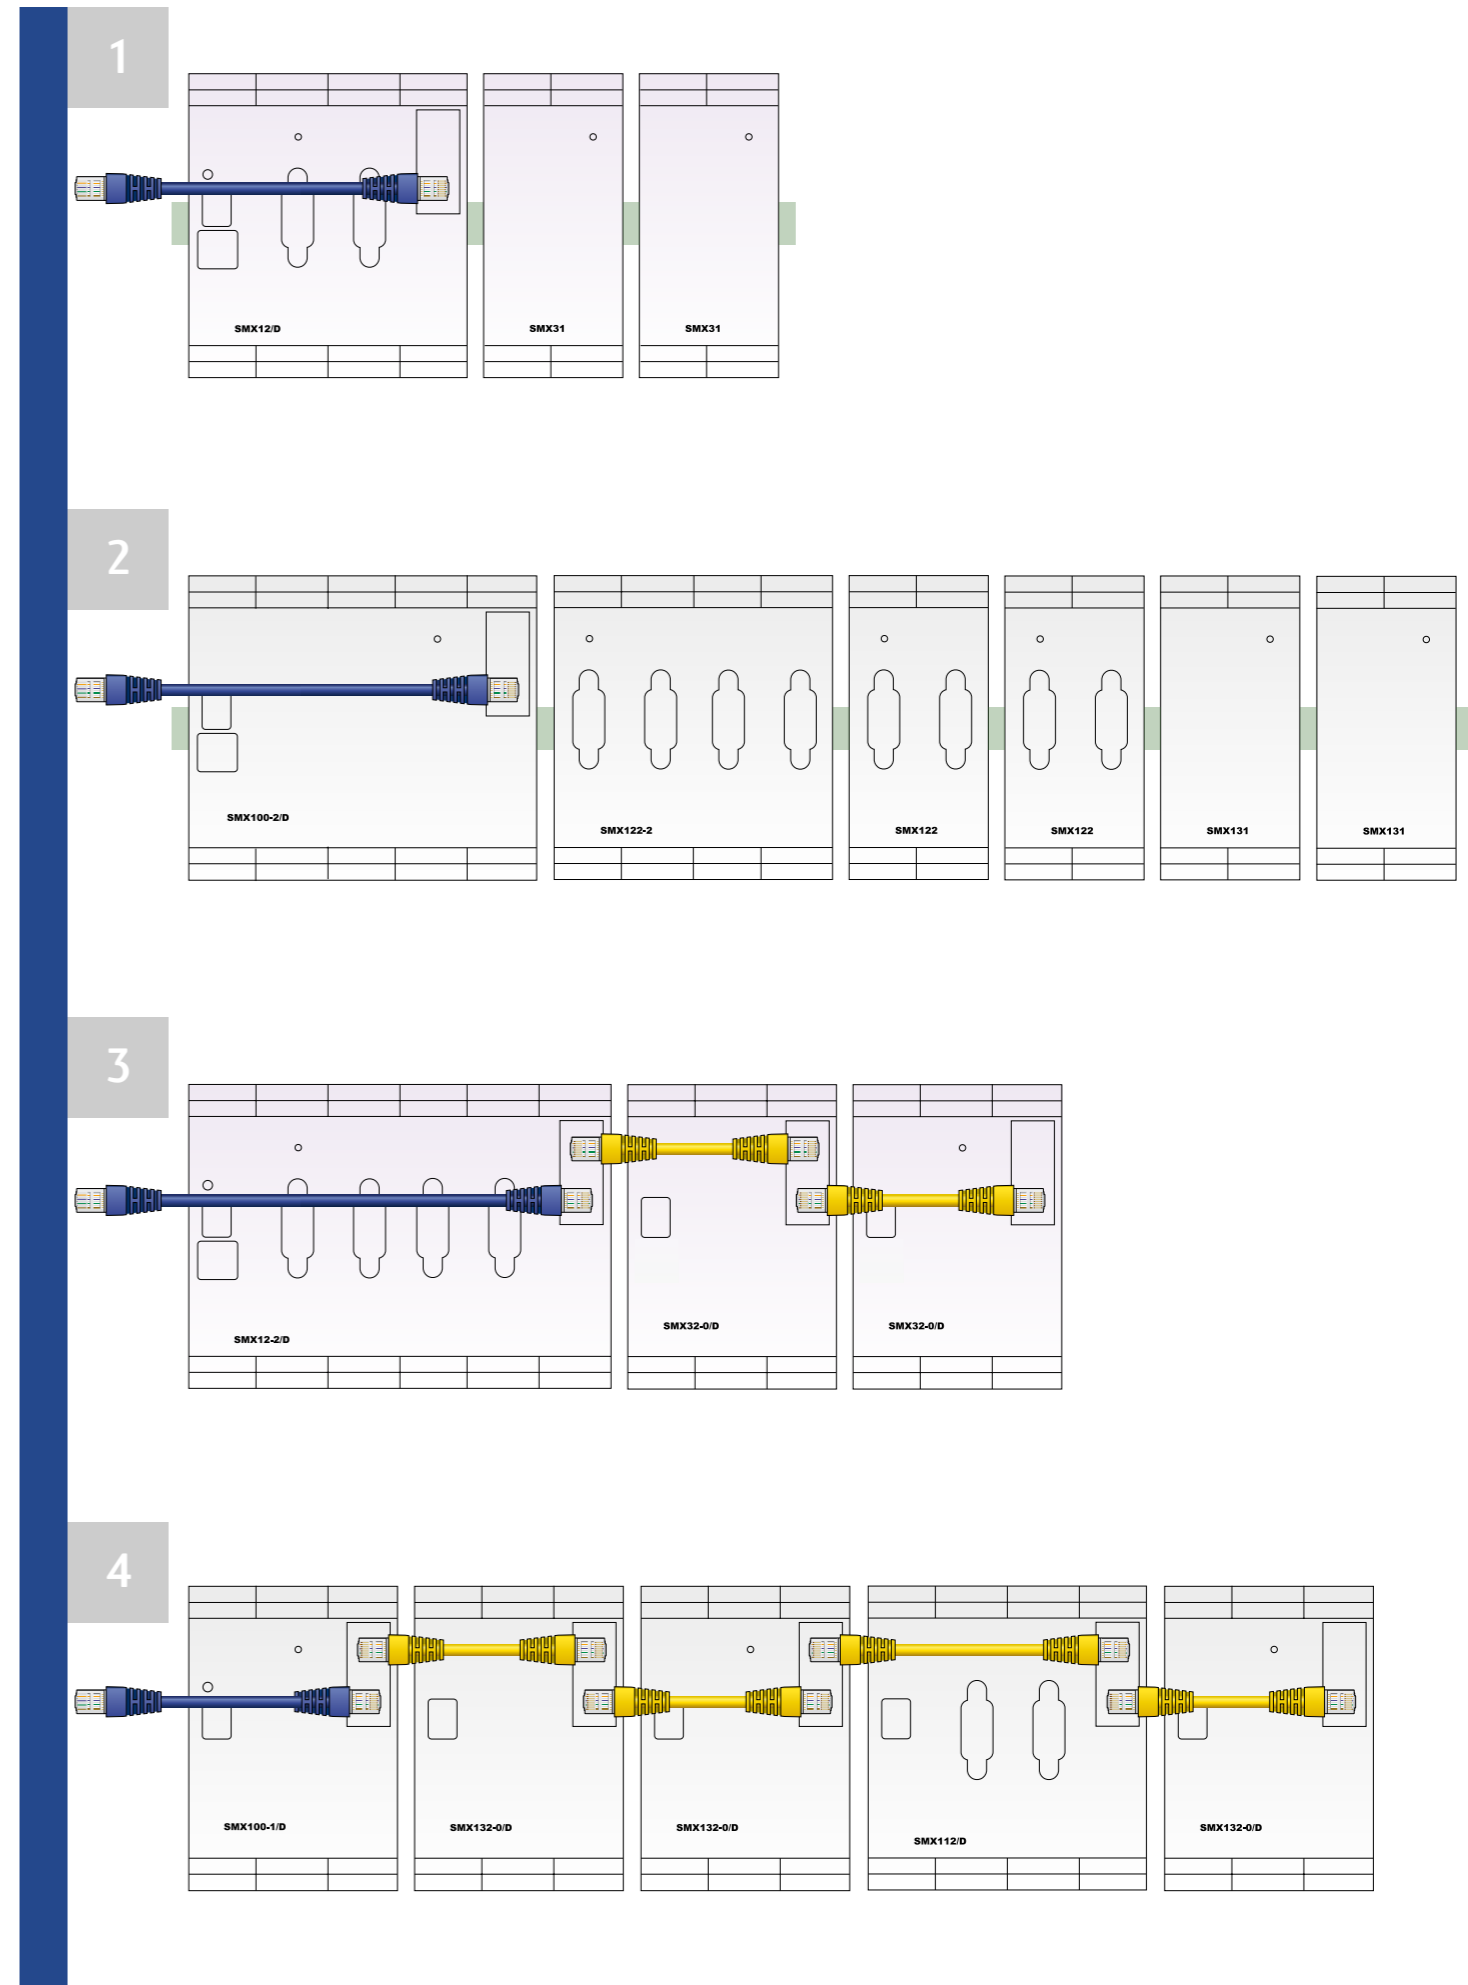 1
SMX12/D SMX31 SMX31
2
SMX100-2/D SMX122-2 SMX122 SMX122 SMX131 SMX131
3
SMX12-2/D SMX32-0/D SMX32-0/D
4
SMX100-1/D SMX132-0/D SMX132-0/D SMX112/D SMX132-0/D